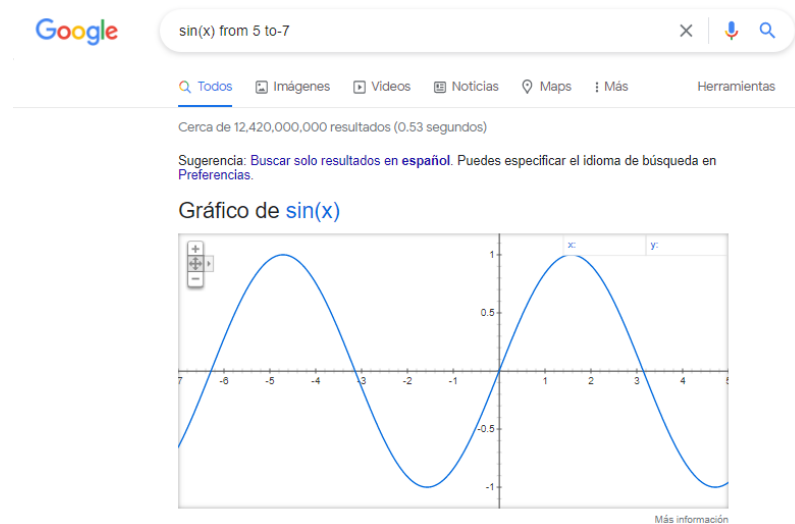 Google
sin(x) from 5 to-7
Todos Imágenes Videos Noticias Maps Más Herramientas
Cerca de 12,420,000,000 resultados (0.53 segundos)
Sugerencia: Buscar solo resultados en español. Puedes especificar el idioma de búsqueda en
Preferencias.
Gráfico de sin(x)
x: y:
1
0.5
7 -6 -5 -4 -3 -2 -1 1 2 3 4 5
-0.5
-1
Más información